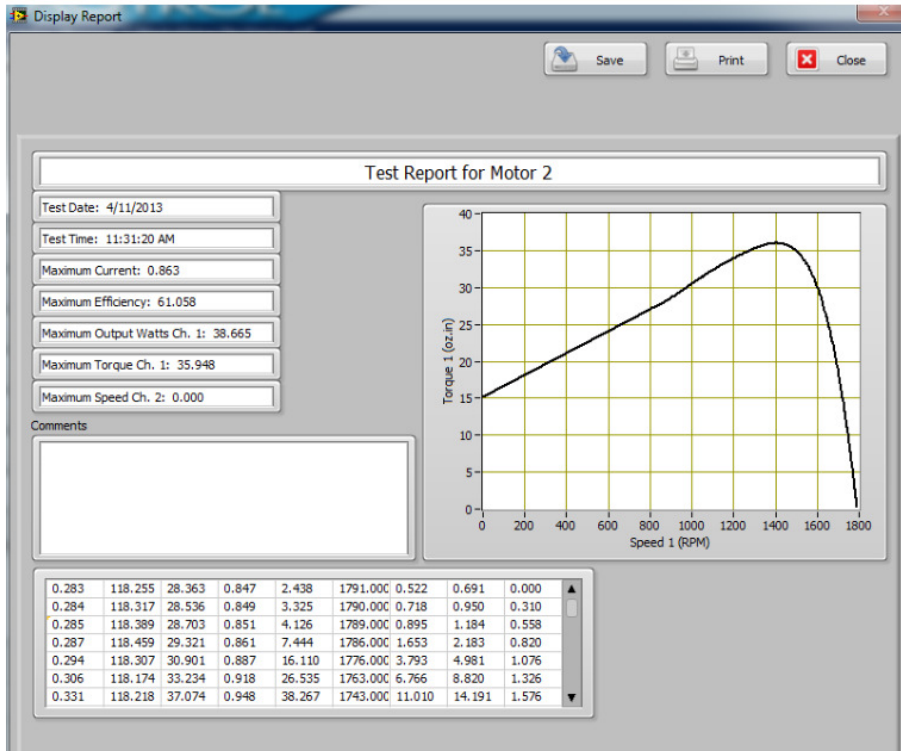 Display Report
Save Print Close
Test Report for Motor 2
Test Date: 4/11/2013
Test Time: 11:31:20 AM
Maximum Current: 0.863
Maximum Efficiency: 61.058
Maximum Output Watts Ch. 1: 38.665
Maximum Torque Ch. 1: 35.948
Maximum Speed Ch. 2: 0.000
Comments
Torque 1 (oz.in)
40
35
30
25
20
15
10
5
0
0 200 400 600 800 1000 1200 1400 1600 1800
Speed 1 (RPM)
0.283 118.255 28.363 0.847 2.438 1791.000 0.522 0.691 0.000
0.284 118.317 28.536 0.849 3.325 1790.000 0.718 0.950 0.310
0.285 118.389 28.703 0.851 4.126 1789.000 0.895 1.184 0.558
0.287 118.459 29.321 0.861 7.444 1786.000 1.653 2.183 0.820
0.294 118.307 30.901 0.887 16.110 1776.000 3.793 4.981 1.076
0.306 118.174 33.234 0.918 26.535 1763.000 6.766 8.820 1.326
0.331 118.218 37.074 0.948 38.267 1743.000 11.010 14.191 1.576